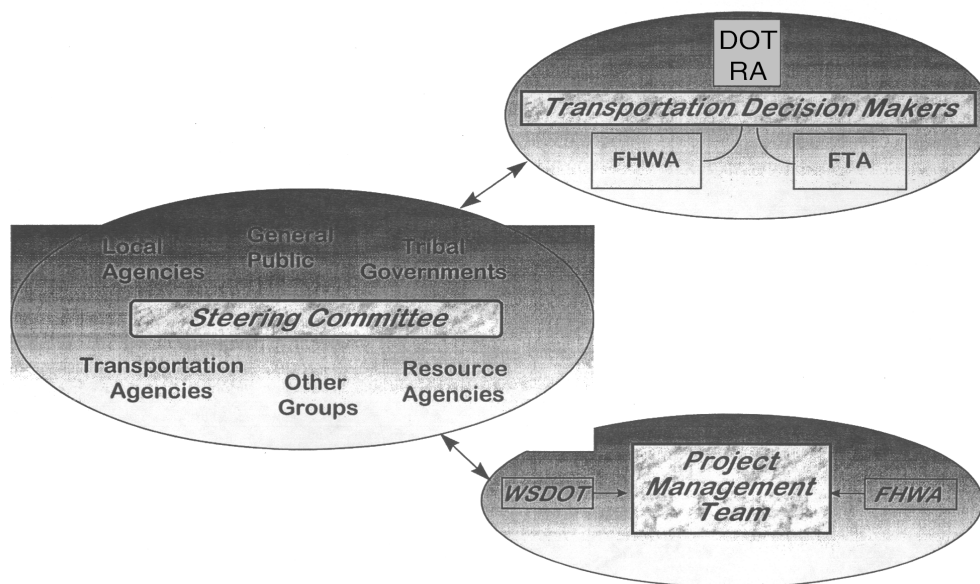 DOT
RA
Transportation Decision Makers
FHWA
FTA
Local
Agencies
General
Public
Tribal
Governments
Steering Committee
Transportation
Agencies
Other
Groups
Resource
Agencies
Project
Management
Team
WSDOT
FHWA